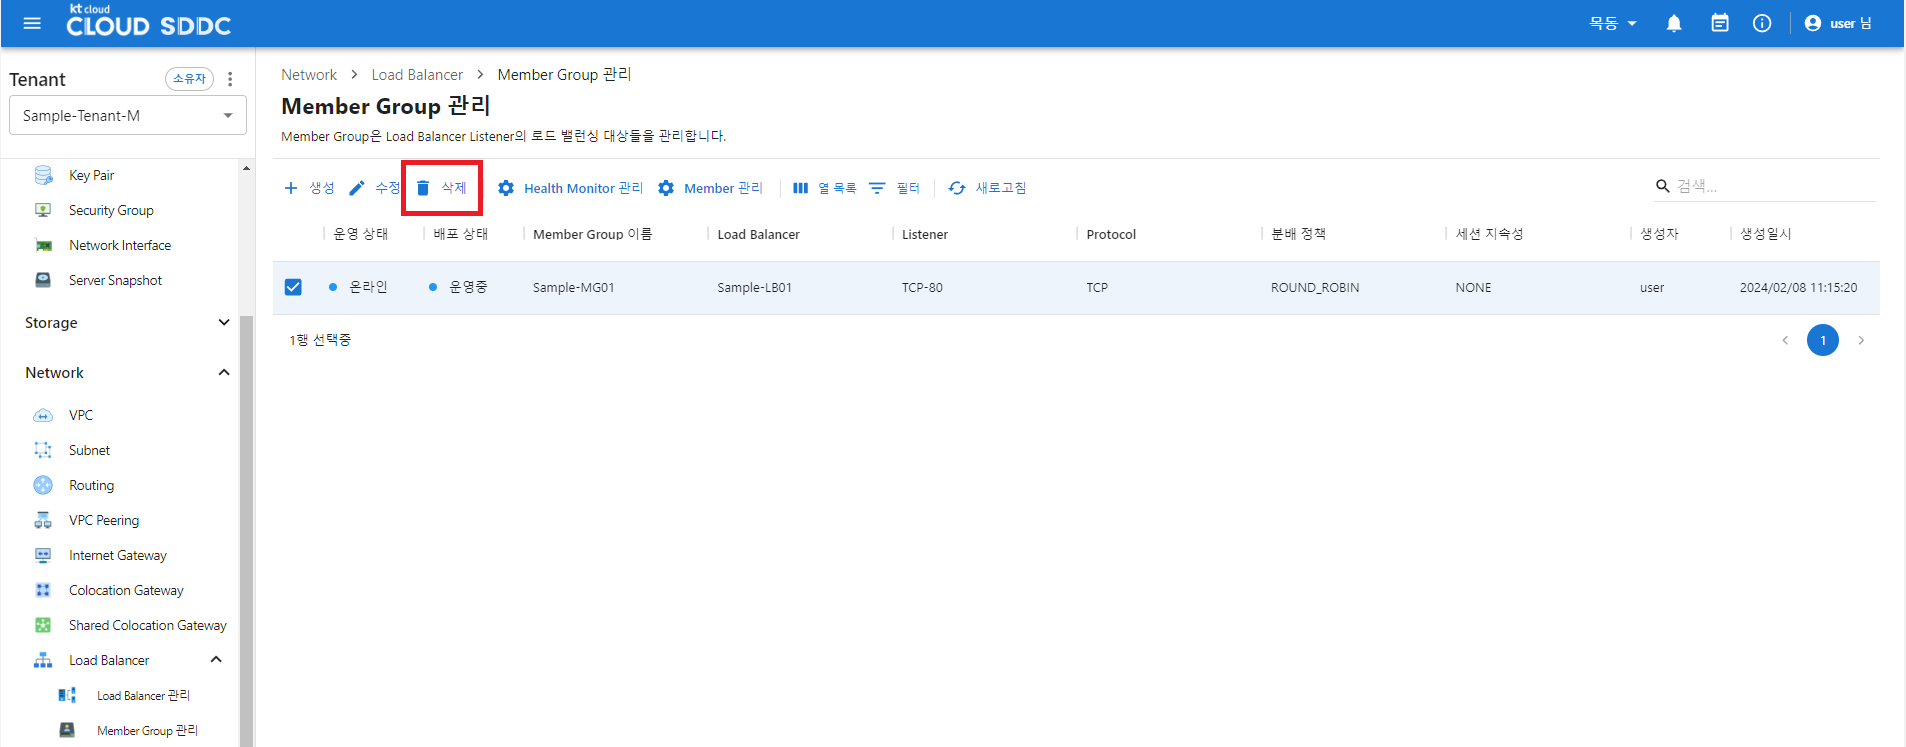 kt cloud
CLOUD SDDC
목동
user 님
Tenant
소유자
Sample-Tenant-M
Key Pair
Security Group
Network Interface
Server Snapshot
Storage
Network
VPC
Subnet
Routing
VPC Peering
Internet Gateway
Colocation Gateway
Shared Colocation Gateway
Load Balancer
Load Balancer 관리
Member Group 관리
Network > Load Balancer > Member Group 관리
Member Group 관리
Member Group은 Load Balancer Listener의 로드 밸런싱 대상들을 관리합니다.
생성 수정 삭제 Health Monitor 관리 Member 관리 열 목록 필터 새로고침 검색...
운영 상태 배포 상태 Member Group 이름 Load Balancer Listener Protocol 분배 정책 세션 지속성 생성자 생성일시
온라인 운영중 Sample-MG01 Sample-LB01 TCP-80 TCP ROUND_ROBIN NONE user 2024/02/08 11:15:20
1행 선택중
1